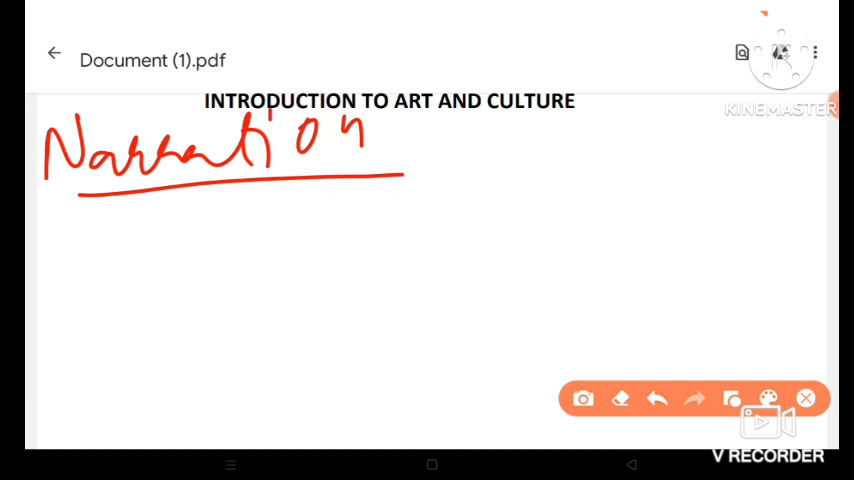 Document (1).pdf
KINEMASTER
INTRODUCTION TO ART AND CULTURE
Narration
V RECORDER